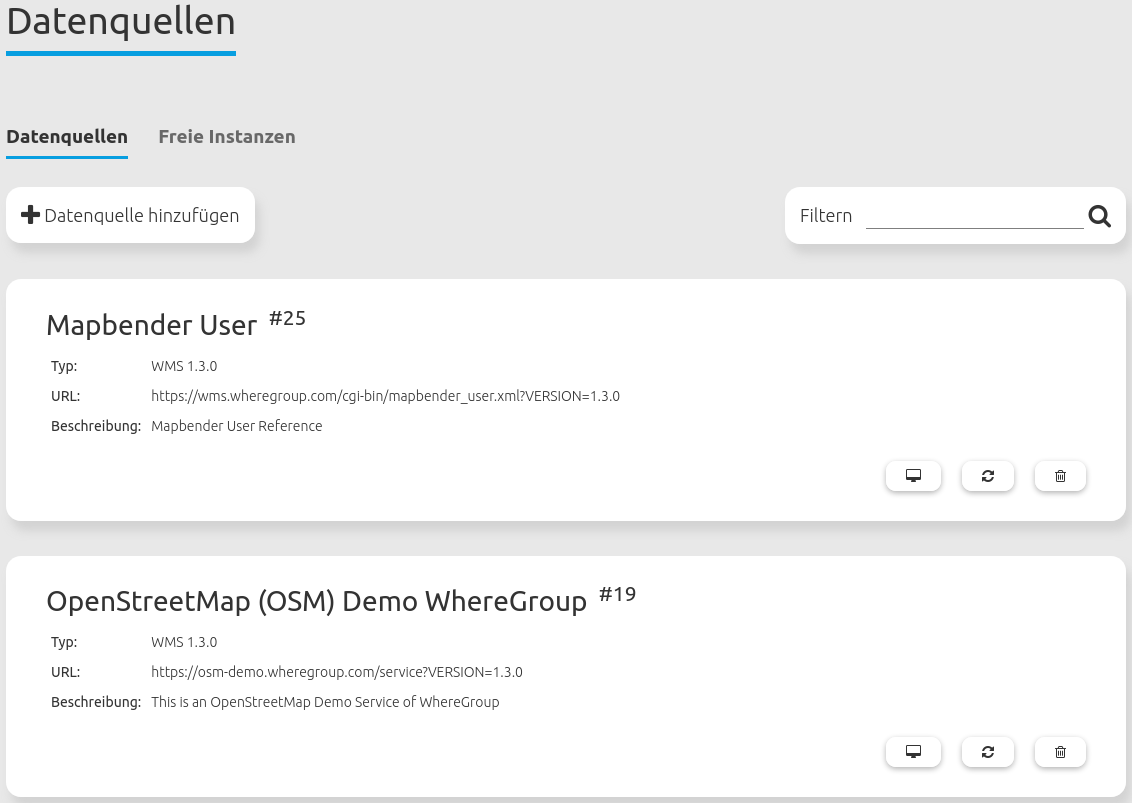 Datenquellen
Datenquellen Freie Instanzen
Datenquelle hinzufügen Filtern
Mapbender User #25
Typ: WMS 1.3.0
URL: https://wms.wheregroup.com/cgi-bin/mapbender_user.xml?VERSION=1.3.0
Beschreibung: Mapbender User Reference
OpenStreetMap (OSM) Demo WhereGroup #19
Typ: WMS 1.3.0
URL: https://osm-demo.wheregroup.com/service?VERSION=1.3.0
Beschreibung: This is an OpenStreetMap Demo Service of WhereGroup